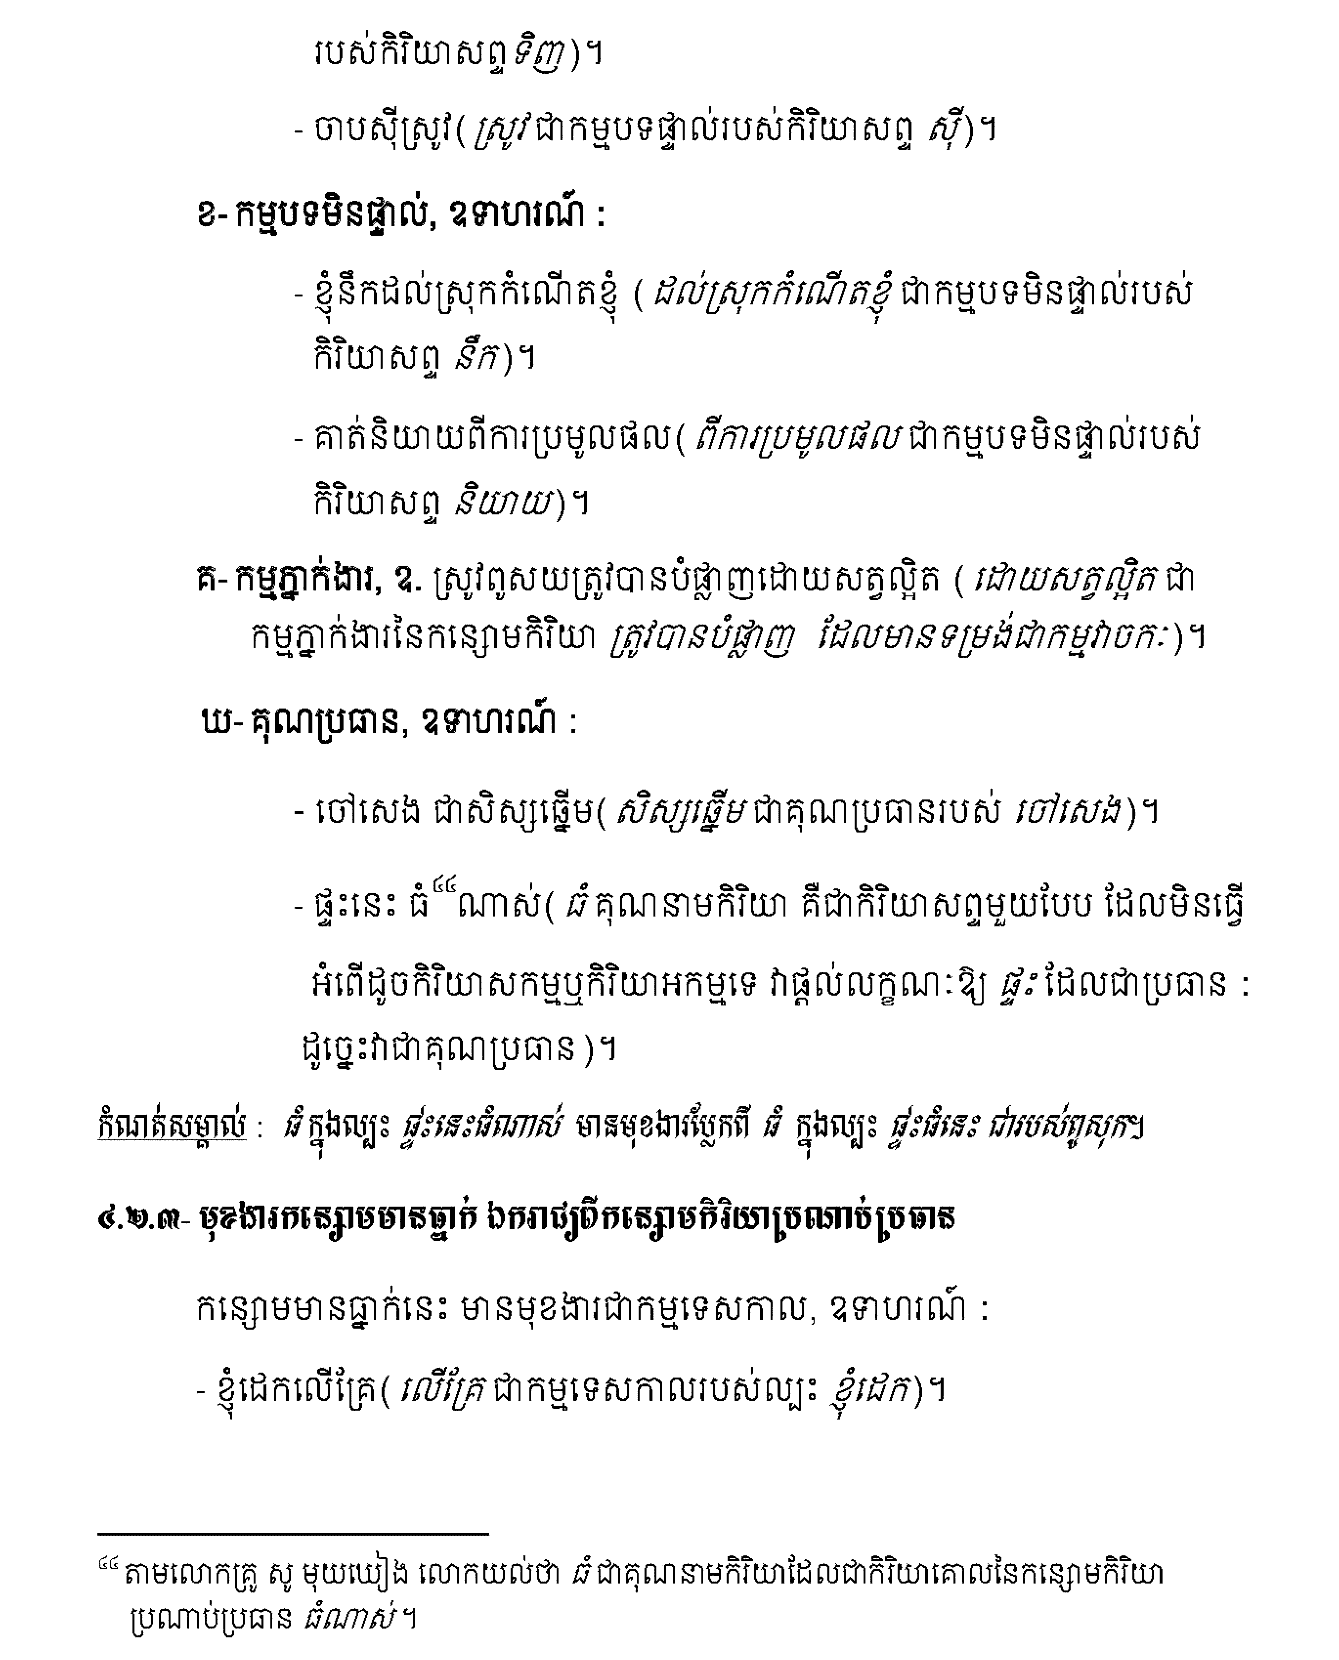 របស់កិរិយាសព្ទទិញ)។
- ចាបស៊ីស្រូវ(ស្រូវជាកម្មបទផ្ទាល់របស់កិរិយាសព្ទ ស៊ី)។
ខ- កម្មបទមិនផ្ទាល់, ឧទាហរណ៍ :
- ខ្ញុំនឹកដល់ស្រុកកំណើតខ្ញុំ (ដល់ស្រុកកំណើតខ្ញុំ ជាកម្មបទមិនផ្ទាល់របស់
កិរិយាសព្ទ នឹក)។
- គាត់និយាយពីការប្រមូលផល(ពីការប្រមូលផល ជាកម្មបទមិនផ្ទាល់របស់
កិរិយាសព្ទ និយាយ)។
គ- កម្មភ្នាក់ងារ, ឧ. ស្រូវពូសយត្រូវបានបំផ្លាញដោយសត្វល្អិត (ដោយសត្វល្អិត ជា
កម្មភ្នាក់ងារនៃកន្សោមកិរិយា ត្រូវបានបំផ្លាញ ដែលមានទម្រង់ជាកម្មវាចកៈ)។
ឃ- គុណប្រធាន, ឧទាហរណ៍ :
- ចៅសេង ជាសិស្សឆ្នើម(សិស្សឆ្នើម ជាគុណប្រធានរបស់ ចៅសេង)។
- ផ្ទះនេះ ធំ៤៤ណាស់(ធំ គុណនាមកិរិយា គឺជាកិរិយាសព្ទមួយបែប ដែលមិនធ្វើ
អំពើដូចកិរិយាសកម្មឬកិរិយាអកម្មទេ វាផ្តល់លក្ខណៈឱ្យ ផ្ទះ ដែលជាប្រធាន :
ដូច្នេះវាជាគុណប្រធាន)។
កំណត់សម្គាល់ : ធំ ក្នុងល្បះ ផ្ទះនេះធំណាស់ មានមុខងារប្លែកពី ធំ ក្នុងល្បះ ផ្ទះធំនេះ ជារបស់ពូសុក។
៤.២.៣- មុខងារកន្សោមមានធ្នាក់ ឯករាជ្យពីកន្សោមកិរិយាប្រណាប់ប្រធាន
កន្សោមមានធ្នាក់នេះ មានមុខងារជាកម្មទេសកាល, ឧទាហរណ៍ :
- ខ្ញុំដេកលើគ្រែ(លើគ្រែ ជាកម្មទេសកាលរបស់ល្បះ ខ្ញុំដេក)។
៤៤ តាមលោកគ្រូ សូ មុយឃៀង លោកយល់ថា ធំ ជាគុណនាមកិរិយាដែលជាកិរិយាគោលនៃកន្សោមកិរិយា
ប្រណាប់ប្រធាន ធំណាស់។